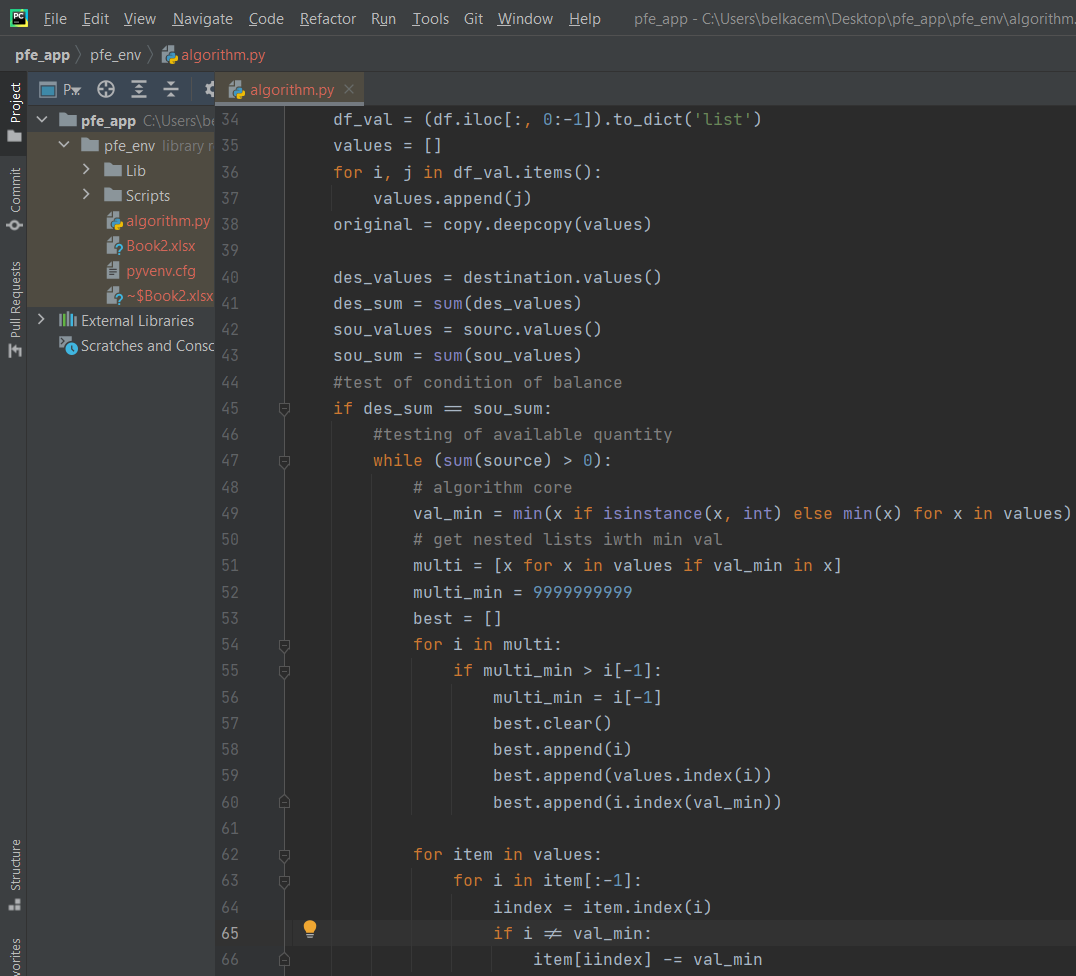 PC File Edit View Navigate Code Refactor Run Tools Git Window Help pfe_app - C:\Users\belkacem\Desktop\pfe_app\pfe_env\algorithm.
pfe_app pfe_env algorithm.py
Project
Commit
Pull Requests
Structure
P... algorithm.py
pfe_app C:\Users\be
pfe_env library r
Lib
Scripts
algorithm.py
Book2.xlsx
pyvenv.cfg
~$Book2.xlsx
External Libraries
Scratches and Consc
34 df_val = (df.iloc[:, 0:-1]).to_dict('list')
35 values = []
36 for i, j in df_val.items():
37 values.append(j)
38 original = copy.deepcopy(values)
39
40 des_values = destination.values()
41 des_sum = sum(des_values)
42 sou_values = sourc.values()
43 sou_sum = sum(sou_values)
44 #test of condition of balance
45 if des_sum == sou_sum:
46 #testing of available quantity
47 while (sum(source) > 0):
48 # algorithm core
49 val_min = min(x if isinstance(x, int) else min(x) for x in values)
50 # get nested lists iwth min val
51 multi = [x for x in values if val_min in x]
52 multi_min = 9999999999
53 best = []
54 for i in multi:
55 if multi_min > i[-1]:
56 multi_min = i[-1]
57 best.clear()
58 best.append(i)
59 best.append(values.index(i))
60 best.append(i.index(val_min))
61
62 for item in values:
63 for i in item[:-1]:
64 iindex = item.index(i)
65 if i != val_min:
66 item[iindex] -= val_min